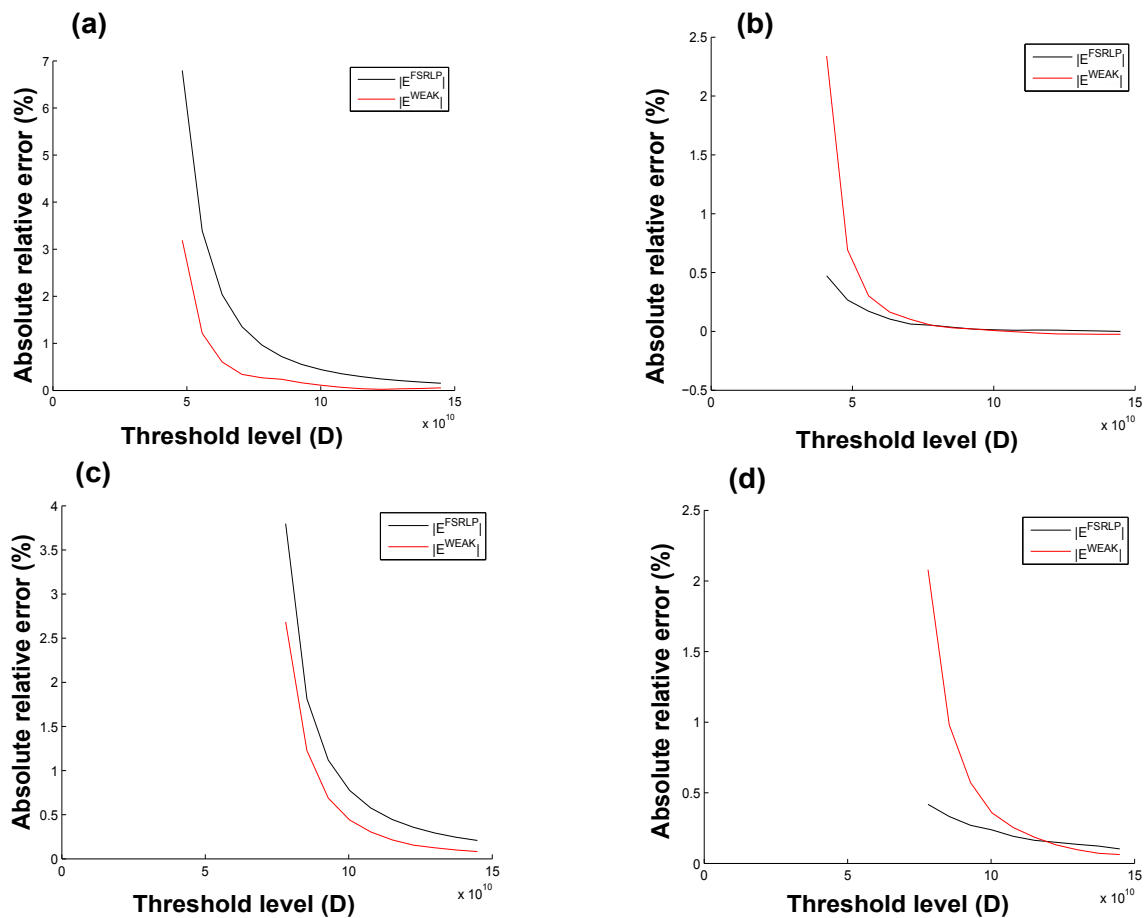 (a)
Absolute relative error (%)
7
6
5
4
3
2
1
0
0
5
10
15
x 10^10
Threshold level (D)
|E^FSRLP|
|E^WEAK|
(b)
Absolute relative error (%)
2.5
2
1.5
1
0.5
0
−0.5
0
5
10
15
x 10^10
Threshold level (D)
|E^FSRLP|
|E^WEAK|
(c)
Absolute relative error (%)
4
3.5
3
2.5
2
1.5
1
0.5
0
0
5
10
15
x 10^10
Threshold level (D)
|E^FSRLP|
|E^WEAK|
(d)
Absolute relative error (%)
2.5
2
1.5
1
0.5
0
0
5
10
15
x 10^10
Threshold level (D)
|E^FSRLP|
|E^WEAK|